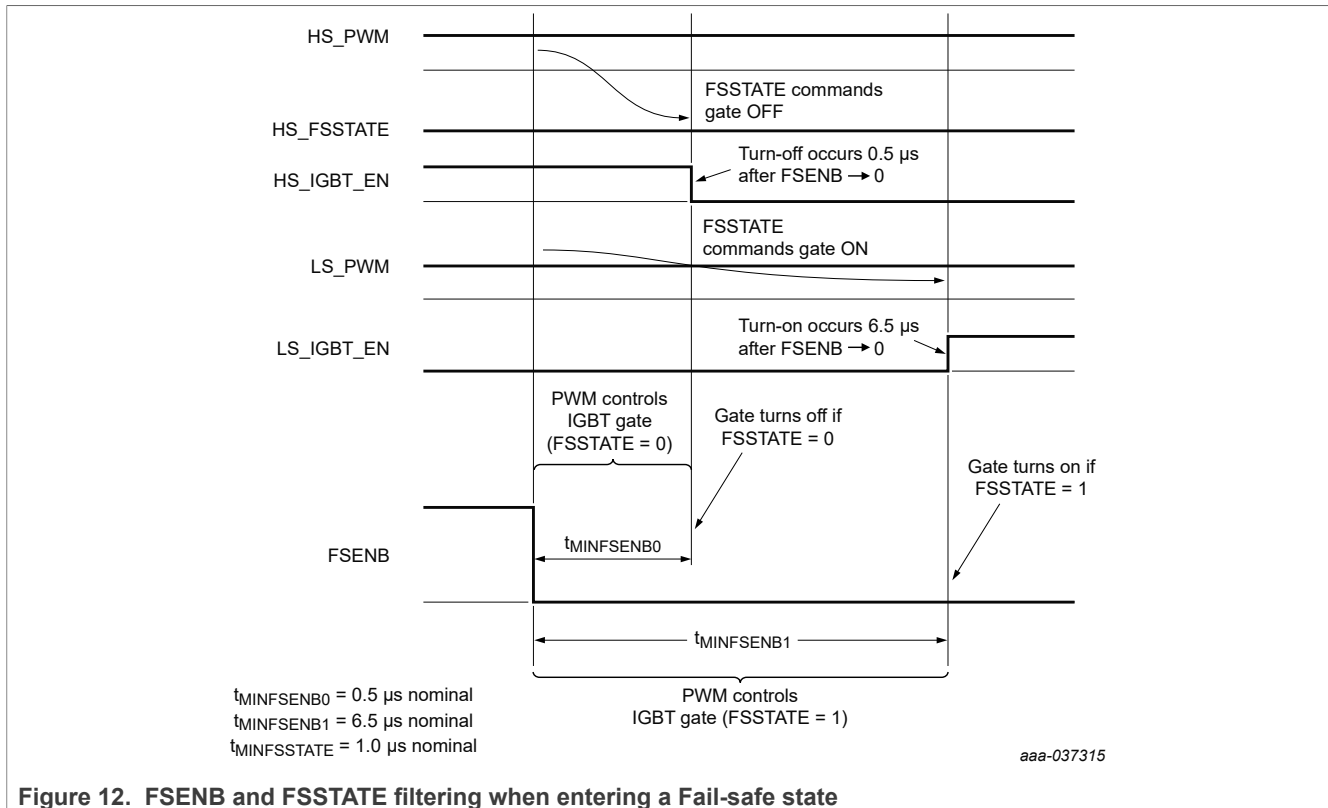 HS_PWM
FSSTATE commands
gate OFF
HS_FSSTATE
Turn-off occurs 0.5 µs
after FSENB → 0
HS_IGBT_EN
FSSTATE
commands gate ON
LS_PWM
Turn-on occurs 6.5 µs
after FSENB → 0
LS_IGBT_EN
PWM controls
IGBT gate
(FSSTATE = 0)
Gate turns off if
FSSTATE = 0
Gate turns on if
FSSTATE = 1
FSENB
tMINFSENB0
tMINFSENB1
PWM controls
IGBT gate (FSSTATE = 1)
tMINFSENB0 = 0.5 µs nominal
tMINFSENB1 = 6.5 µs nominal
tMINFSSTATE = 1.0 µs nominal
aaa-037315
Figure 12. FSENB and FSSTATE filtering when entering a Fail-safe state